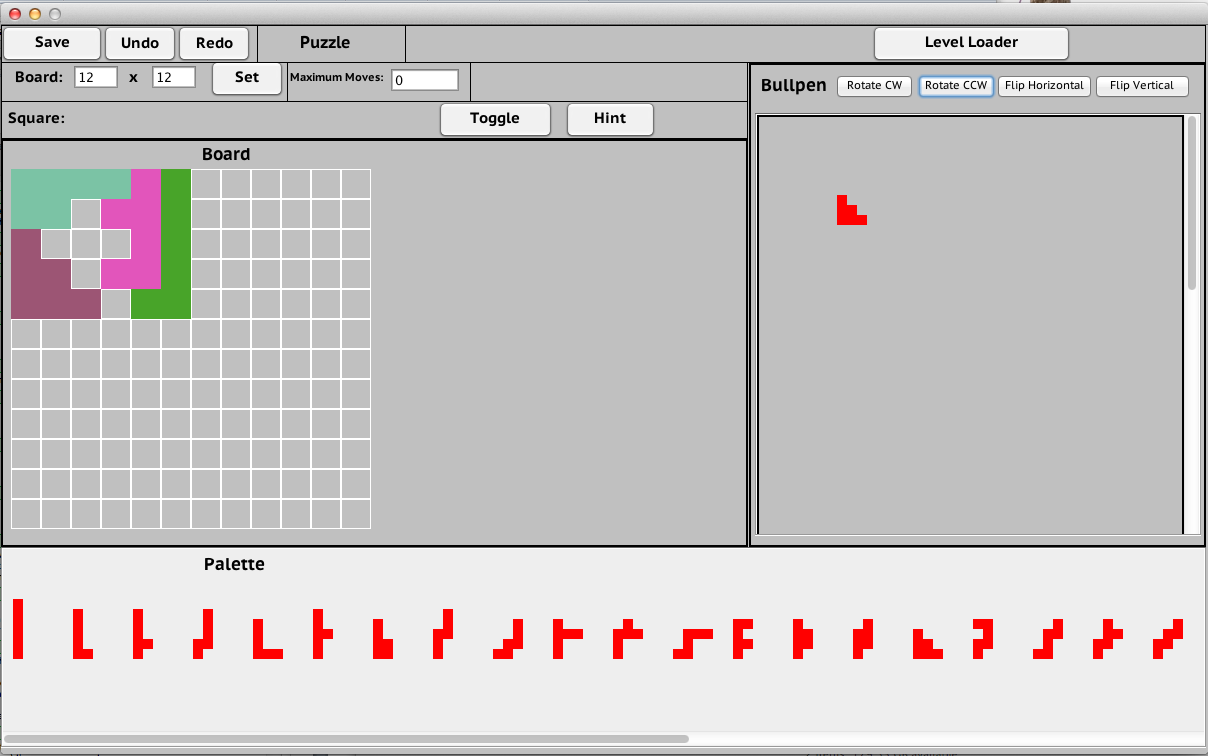 Save Undo Redo Puzzle Level Loader
Board: 12 x 12 Set Maximum Moves: 0
Bullpen Rotate CW Rotate CCW Flip Horizontal Flip Vertical
Square: Toggle Hint
Board
Palette